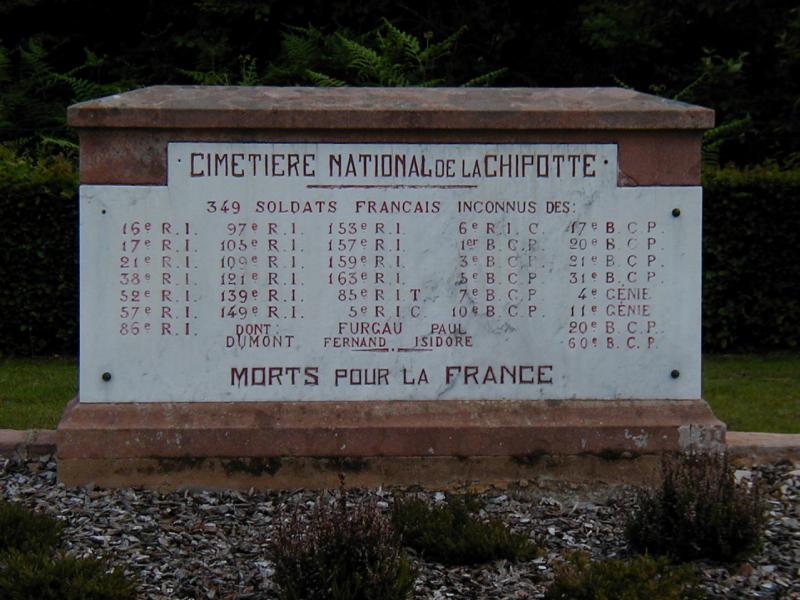 CIMETIERE NATIONAL DE LA CHIPOTTE
349 SOLDATS FRANCAIS INCONNUS DES:
16e R.I. 97e R.I. 153e R.I. 6e R.I.C. 17e B.C.P.
17e R.I. 105e R.I. 157e R.I. 1er B.C.P. 20e B.C.P.
21e R.I. 109e R.I. 159e R.I. 3e B.C.P. 21e B.C.P.
38e R.I. 121e R.I. 163e R.I. 5e B.C.P. 31e B.C.P.
52e R.I. 139e R.I. 85e R.I.T 7e B.C.P. 4e GÉNIE
57e R.I. 149e R.I. 5e R.I.C. 10e B.C.P. 11e GÉNIE
86e R.I. DONT: FURGAU PAUL 20e B.C.P.
DUMONT FERNAND ISIDORE 60e B.C.P.
MORTS POUR LA FRANCE